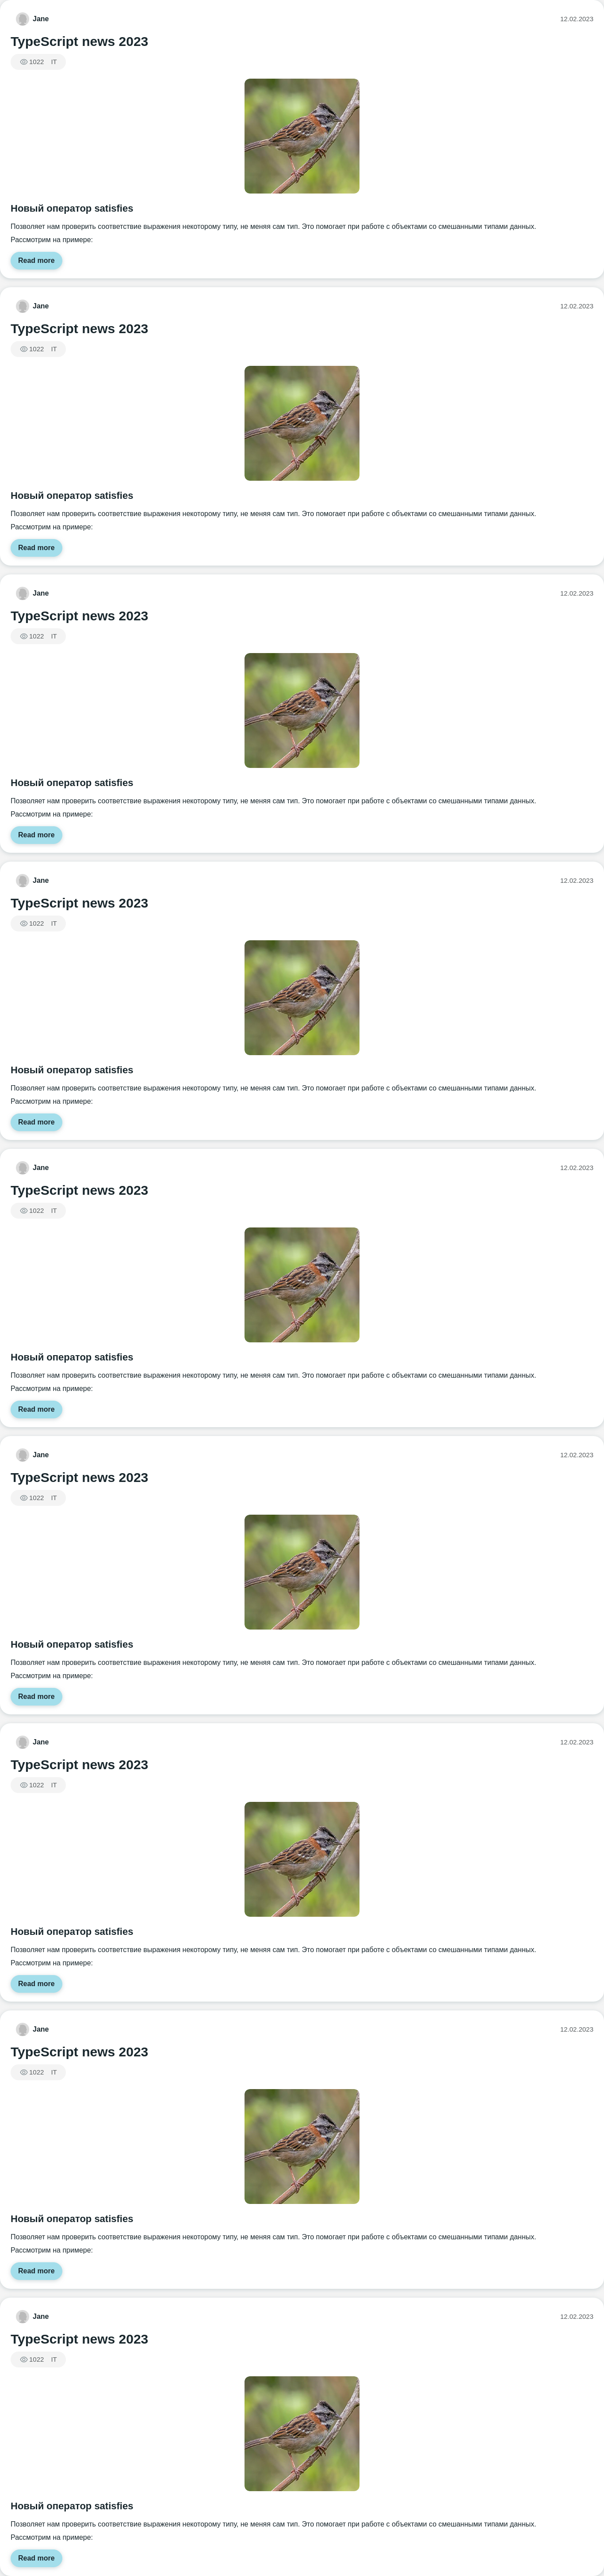 Jane 12.02.2023
TypeScript news 2023
1022 IT
Новый оператор satisfies
Позволяет нам проверить соответствие выражения некоторому типу, не меняя сам тип. Это помогает при работе с объектами со смешанными типами данных.
Рассмотрим на примере:
Read more
Jane 12.02.2023
TypeScript news 2023
1022 IT
Новый оператор satisfies
Позволяет нам проверить соответствие выражения некоторому типу, не меняя сам тип. Это помогает при работе с объектами со смешанными типами данных.
Рассмотрим на примере:
Read more
Jane 12.02.2023
TypeScript news 2023
1022 IT
Новый оператор satisfies
Позволяет нам проверить соответствие выражения некоторому типу, не меняя сам тип. Это помогает при работе с объектами со смешанными типами данных.
Рассмотрим на примере:
Read more
Jane 12.02.2023
TypeScript news 2023
1022 IT
Новый оператор satisfies
Позволяет нам проверить соответствие выражения некоторому типу, не меняя сам тип. Это помогает при работе с объектами со смешанными типами данных.
Рассмотрим на примере:
Read more
Jane 12.02.2023
TypeScript news 2023
1022 IT
Новый оператор satisfies
Позволяет нам проверить соответствие выражения некоторому типу, не меняя сам тип. Это помогает при работе с объектами со смешанными типами данных.
Рассмотрим на примере:
Read more
Jane 12.02.2023
TypeScript news 2023
1022 IT
Новый оператор satisfies
Позволяет нам проверить соответствие выражения некоторому типу, не меняя сам тип. Это помогает при работе с объектами со смешанными типами данных.
Рассмотрим на примере:
Read more
Jane 12.02.2023
TypeScript news 2023
1022 IT
Новый оператор satisfies
Позволяет нам проверить соответствие выражения некоторому типу, не меняя сам тип. Это помогает при работе с объектами со смешанными типами данных.
Рассмотрим на примере:
Read more
Jane 12.02.2023
TypeScript news 2023
1022 IT
Новый оператор satisfies
Позволяет нам проверить соответствие выражения некоторому типу, не меняя сам тип. Это помогает при работе с объектами со смешанными типами данных.
Рассмотрим на примере:
Read more
Jane 12.02.2023
TypeScript news 2023
1022 IT
Новый оператор satisfies
Позволяет нам проверить соответствие выражения некоторому типу, не меняя сам тип. Это помогает при работе с объектами со смешанными типами данных.
Рассмотрим на примере:
Read more